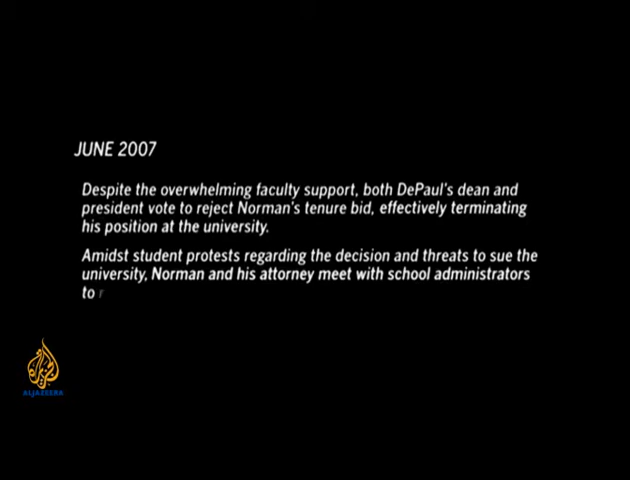 JUNE 2007
Despite the overwhelming faculty support, both DePaul's dean and
president vote to reject Norman's tenure bid, effectively terminating
his position at the university.
Amidst student protests regarding the decision and threats to sue the
university, Norman and his attorney meet with school administrators
to r
ALJAZEERA